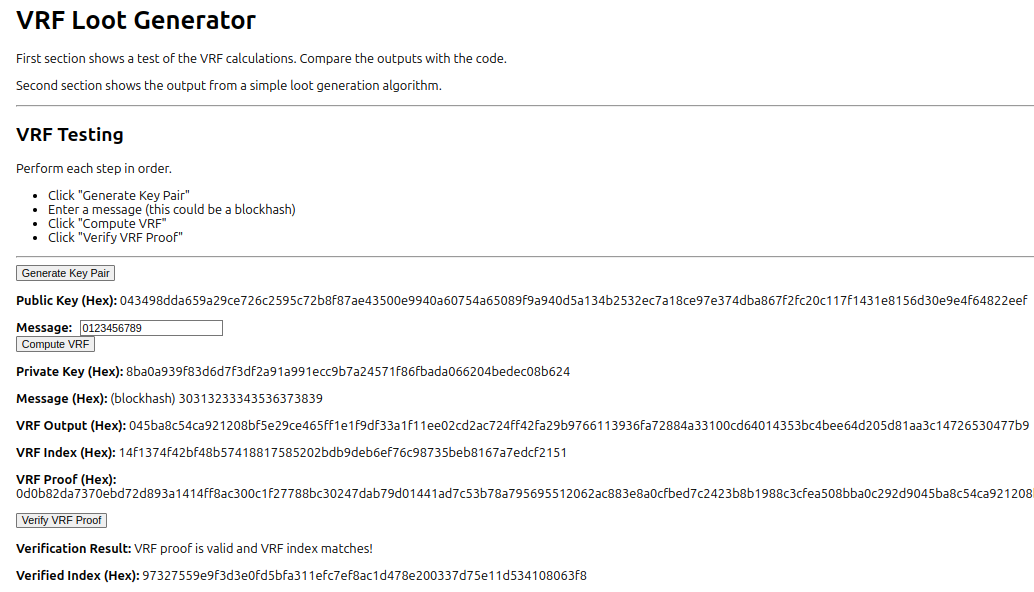 VRF Loot Generator
First section shows a test of the VRF calculations. Compare the outputs with the code.
Second section shows the output from a simple loot generation algorithm.
VRF Testing
Perform each step in order.
• Click "Generate Key Pair"
• Enter a message (this could be a blockhash)
• Click "Compute VRF"
• Click "Verify VRF Proof"
Generate Key Pair
Public Key (Hex): 043498dda659a29ce726c2595c72b8f87ae43500e9940a60754a65089f9a940d5a134b2532ec7a18ce97e374dba867f2fc20c117f1431e8156d30e9e4f64822eef
Message: 0123456789
Compute VRF
Private Key (Hex): 8ba0a939f83d6d7f3df2a91a991ecc9b7a24571f86fbada066204bedec08b624
Message (Hex): (blockhash) 30313233343536373839
VRF Output (Hex): 045ba8c54ca921208bf5e29ce465ff1e1f9df33a1f11ee02cd2ac724ff42fa29b9766113936fa72884a33100cd64014353bc4bee64d205d81aa3c14726530477b9
VRF Index (Hex): 14f1374f42bf48b57418817585202bdb9deb6ef76c98735beb8167a7edcf2151
VRF Proof (Hex):
0d0b82da7370ebd72d893a1414ff8ac300c1f27788bc30247dab79d01441ad7c53b78a795695512062ac883e8a0cfbed7c2423b8b1988c3cfea508bba0c292d9045ba8c54ca921208
Verify VRF Proof
Verification Result: VRF proof is valid and VRF index matches!
Verified Index (Hex): 97327559e9f3d3e0fd5bfa311efc7ef8ac1d478e200337d75e11d534108063f8